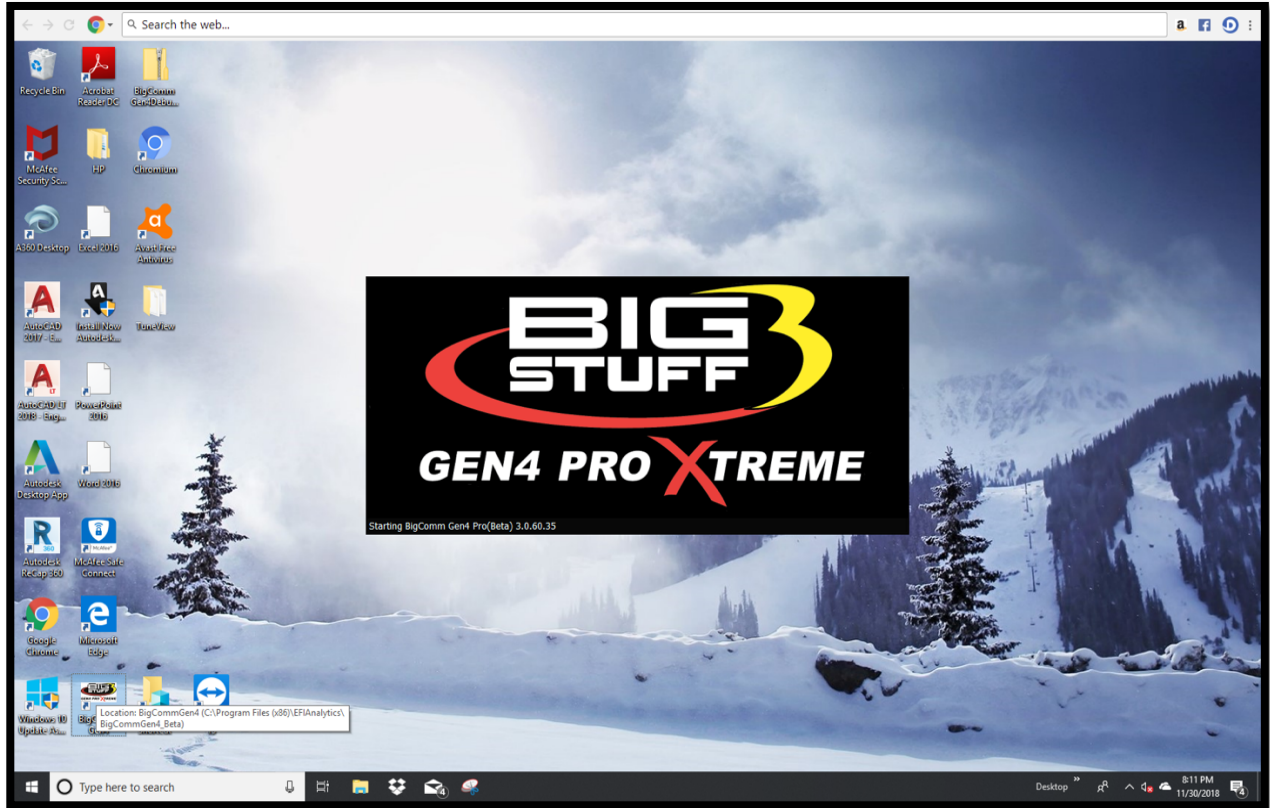 Search the web...
a
f
Recycle Bin
Acrobat
Reader DC
BigComm
Gen4Debu...
McAfee
Security Sc...
HP
Chromium
A360 Desktop
Excel 2016
Avast Free
Antivirus
AutoCAD
2017 - E...
Install Now
Autodesk...
TuneView
AutoCAD LT
2018 - Eng...
PowerPoint
2016
Autodesk
Desktop App
Word 2016
Autodesk
ReCap 360
McAfee Safe
Connect
Google
Chrome
Microsoft
Edge
Windows 10
Update As...
Location: BigCommGen4 (C:\Program Files (x86)\EFIAnalytics\
BigCommGen4_Beta)
BIG 3
STUFF
GEN4 PRO XTREME
Starting BigComm Gen4 Pro(Beta) 3.0.60.35
Type here to search
4
Desktop
8:11 PM
11/30/2018
4